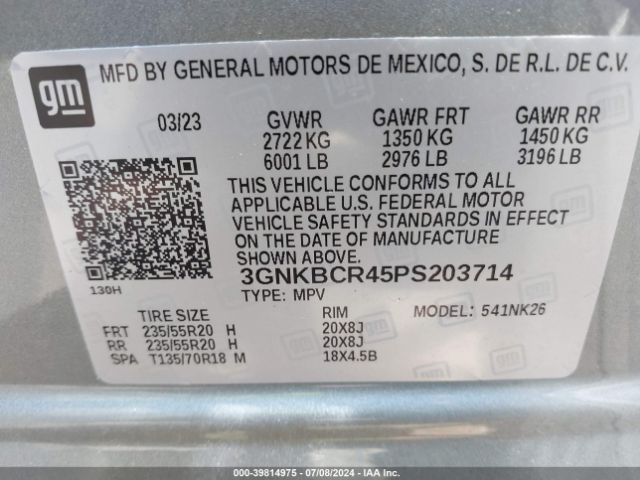 gm
MFD BY GENERAL MOTORS DE MEXICO, S. DE R.L. DE C.V.
03/23 GVWR GAWR FRT GAWR RR
2722 KG 1350 KG 1450 KG
6001 LB 2976 LB 3196 LB
THIS VEHICLE CONFORMS TO ALL
APPLICABLE U.S. FEDERAL MOTOR
VEHICLE SAFETY STANDARDS IN EFFECT
ON THE DATE OF MANUFACTURE
SHOWN ABOVE.
3GNKBCR45PS203714
130H
TYPE: MPV MODEL: 541NK26
TIRE SIZE RIM
FRT 235/55R20 H 20X8J
RR 235/55R20 H 20X8J
SPA T135/70R18 M 18X4.5B
000-39814975 - 07/08/2024 - IAA Inc.